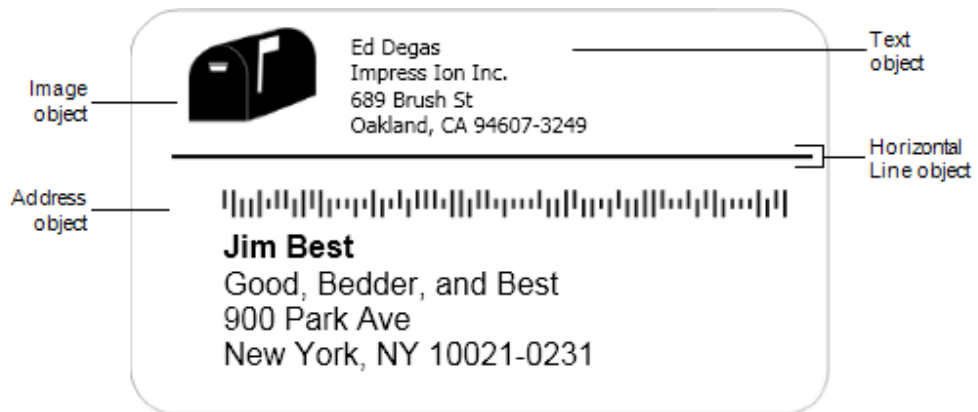 Ed Degas
Impress Ion Inc.
689 Brush St
Oakland, CA 94607-3249
Text
object
Image
object
Horizontal
Line object
Address
object
Jim Best
Good, Bedder, and Best
900 Park Ave
New York, NY 10021-0231